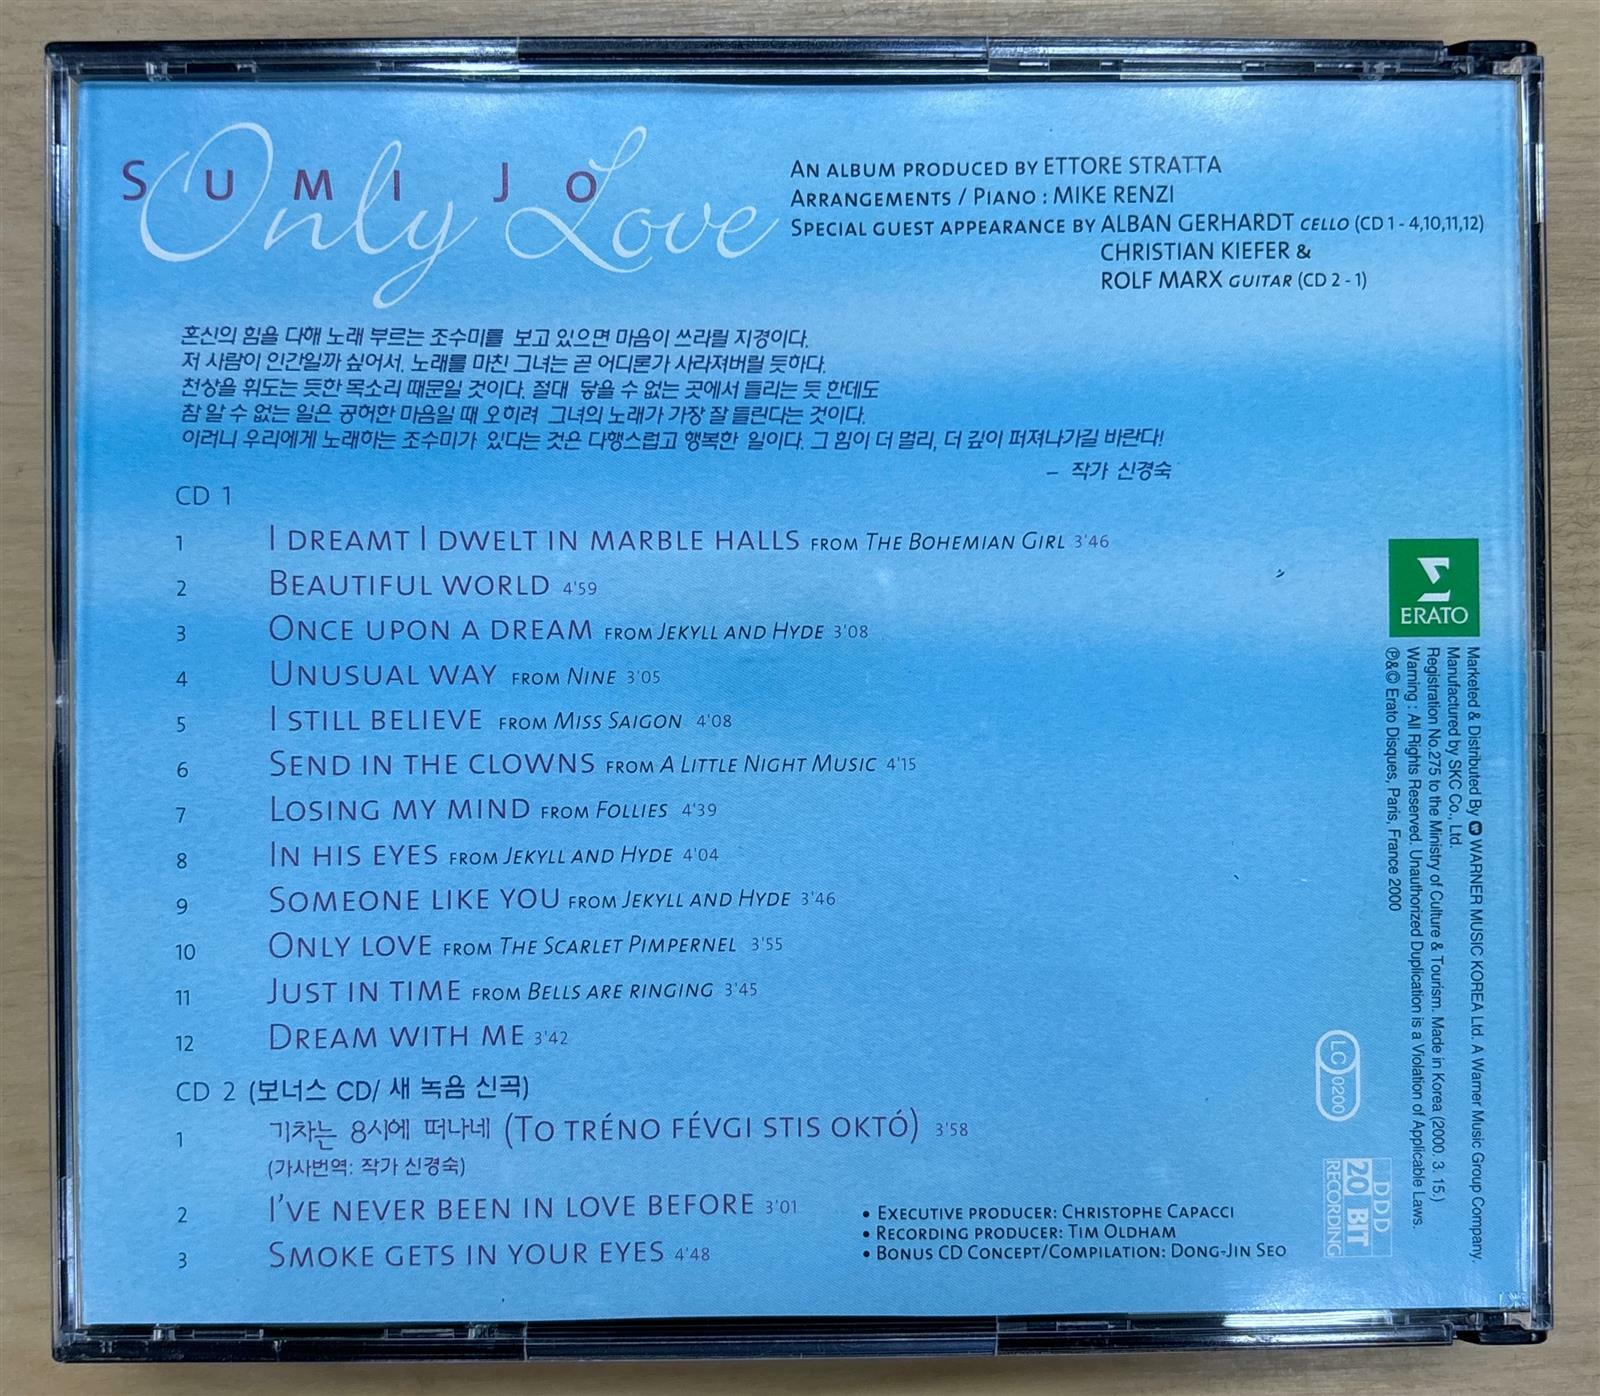 SUMI JO
Only Love
AN ALBUM PRODUCED BY ETTORE STRATTA
ARRANGEMENTS / PIANO : MIKE RENZI
SPECIAL GUEST APPEARANCE BY ALBAN GERHARDT CELLO (CD 1 - 4,10,11,12)
CHRISTIAN KIEFER &
ROLF MARX GUITAR (CD 2 - 1)
혼신의 힘을 다해 노래 부르는 조수미를 보고 있으면 마음이 쓰라릴 지경이다.
저 사람이 인간일까 싶어서. 노래를 마친 그녀는 곧 어디론가 사라져버릴 듯하다.
천상을 휘도는 듯한 목소리 때문일 것이다. 절대 닿을 수 없는 곳에서 들리는 듯 한데도
참 알 수 없는 일은 공허한 마음일 때 오히려 그녀의 노래가 가장 잘 들린다는 것이다.
이러니 우리에게 노래하는 조수미가 있다는 것은 다행스럽고 행복한 일이다. 그 힘이 더 멀리, 더 깊이 퍼져나가길 바란다!
– 작가 신경숙
CD 1
1 I DREAMT I DWELT IN MARBLE HALLS FROM THE BOHEMIAN GIRL 3'46
2 BEAUTIFUL WORLD 4'59
3 ONCE UPON A DREAM FROM JEKYLL AND HYDE 3'08
4 UNUSUAL WAY FROM NINE 3'05
5 I STILL BELIEVE FROM MISS SAIGON 4'08
6 SEND IN THE CLOWNS FROM A LITTLE NIGHT MUSIC 4'15
7 LOSING MY MIND FROM FOLLIES 4'39
8 IN HIS EYES FROM JEKYLL AND HYDE 4'04
9 SOMEONE LIKE YOU FROM JEKYLL AND HYDE 3'46
10 ONLY LOVE FROM THE SCARLET PIMPERNEL 3'55
11 JUST IN TIME FROM BELLS ARE RINGING 3'45
12 DREAM WITH ME 3'42
CD 2 (보너스 CD/ 새 녹음 신곡)
1 기차는 8시에 떠나네 (TO TRÉNO FÉVGI STIS OKTÓ) 3'58
(가사번역: 작가 신경숙)
2 I'VE NEVER BEEN IN LOVE BEFORE 3'01
3 SMOKE GETS IN YOUR EYES 4'48
• EXECUTIVE PRODUCER: CHRISTOPHE CAPACCI
• RECORDING PRODUCER: TIM OLDHAM
• BONUS CD CONCEPT/COMPILATION: DONG-JIN SEO
ERATO
Marketed & Distributed By WARNER MUSIC KOREA Ltd. A Warner Music Group Company.
Manufactured by SKC Co., Ltd.
Registration No.275 to the Ministry of Culture & Tourism. Made in Korea (2000. 3. 15.)
Warning : All Rights Reserved. Unauthorized Duplication is a Violation of Applicable Laws.
℗&© Erato Disques, Paris, France 2000
LC 0200
DDD
20 BIT
RECORDING